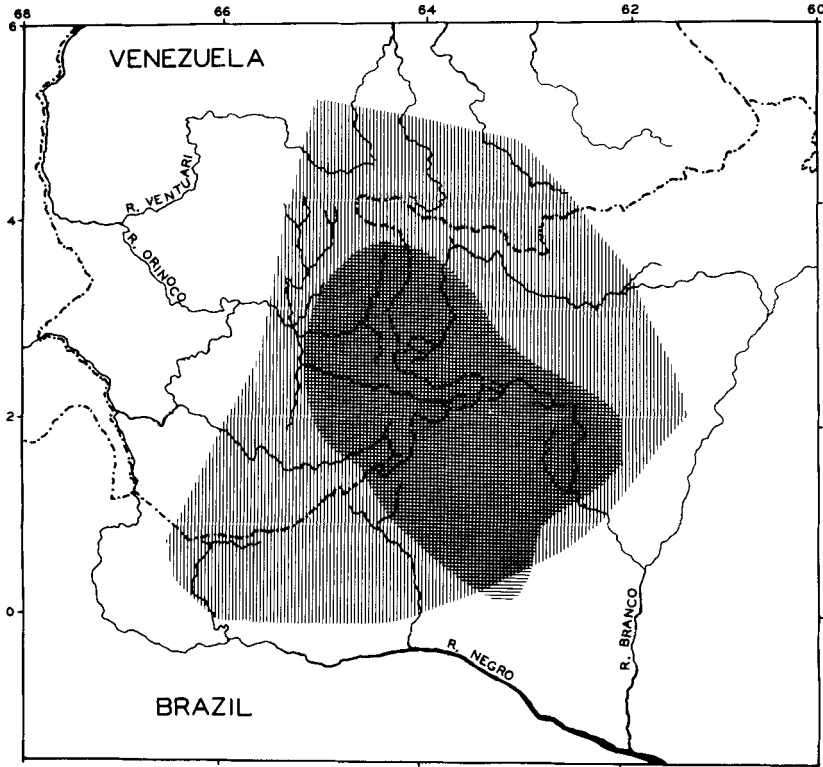 68 66 64 62 60
6
VENEZUELA
R. VENTUARI
4
R. ORINOCO
2
0
R. BRANCO
R. NEGRO
BRAZIL